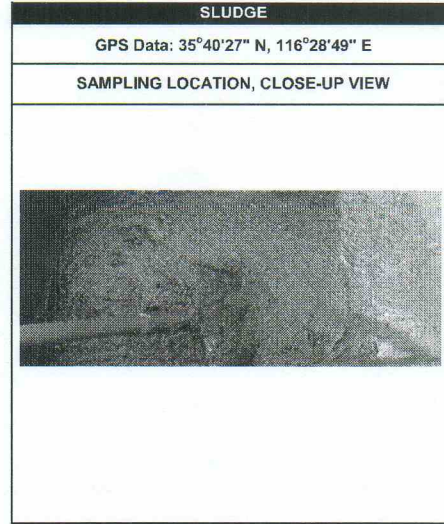 SLUDGE
GPS Data: 35°40'27" N, 116°28'49" E
SAMPLING LOCATION, CLOSE-UP VIEW